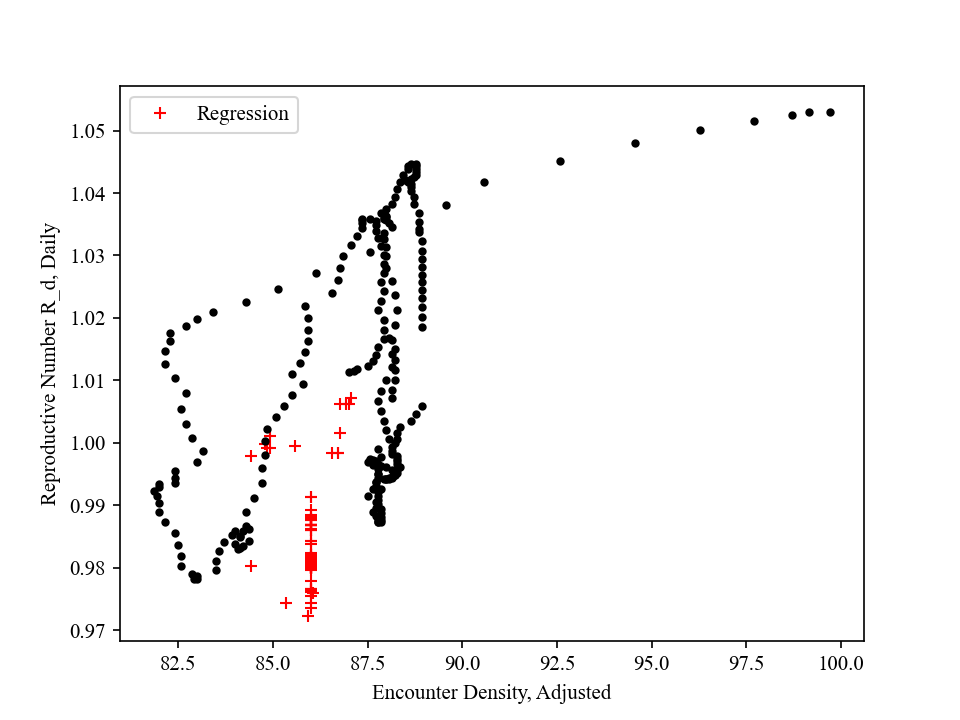 Regression
1.05
1.04
1.03
1.02
1.01
1.00
0.99
0.98
0.97
Reproductive Number R_d, Daily
82.5 85.0 87.5 90.0 92.5 95.0 97.5 100.0
Encounter Density, Adjusted